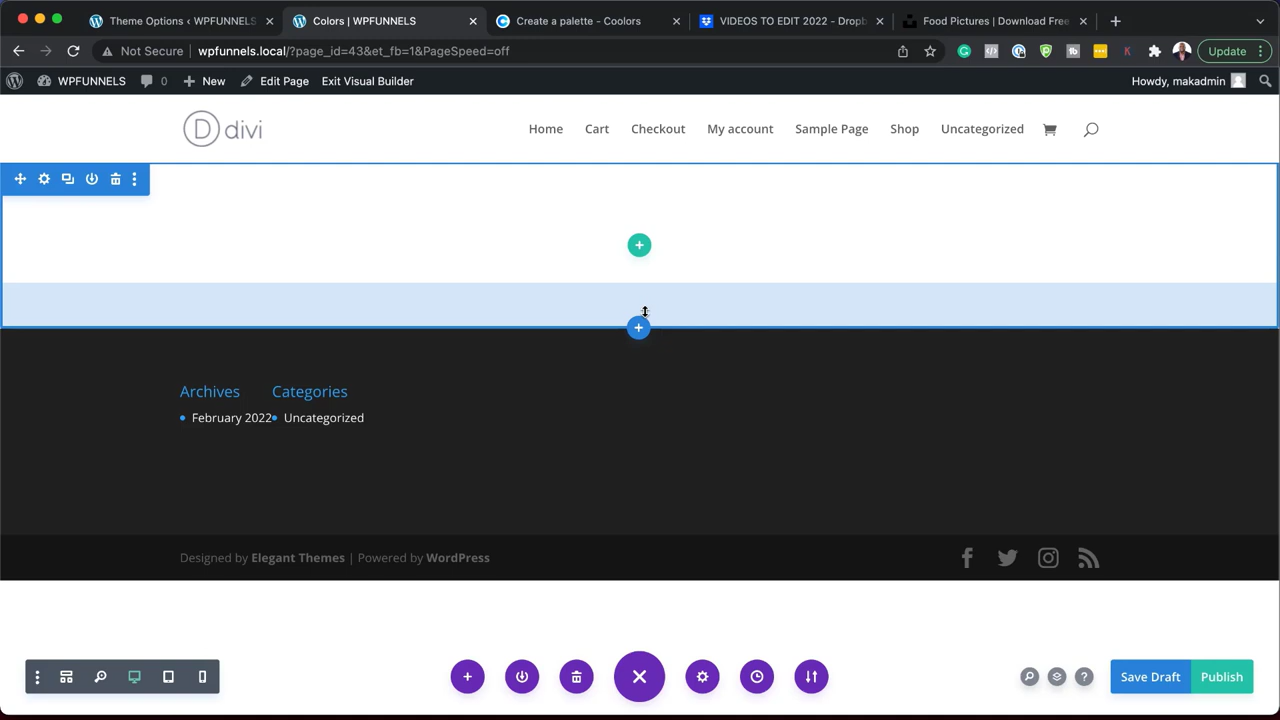 Theme Options ‹ WPFUNNELS
Colors | WPFUNNELS
Create a palette - Coolors
VIDEOS TO EDIT 2022 - Dropb
Food Pictures | Download Free
Not Secure
wpfunnels.local/?page_id=43&et_fb=1&PageSpeed=off
Update
WPFUNNELS
0
New
Edit Page
Exit Visual Builder
Howdy, makadmin
D divi
Home
Cart
Checkout
My account
Sample Page
Shop
Uncategorized
Archives
Categories
February 2022
Uncategorized
Designed by Elegant Themes | Powered by WordPress
Save Draft
Publish